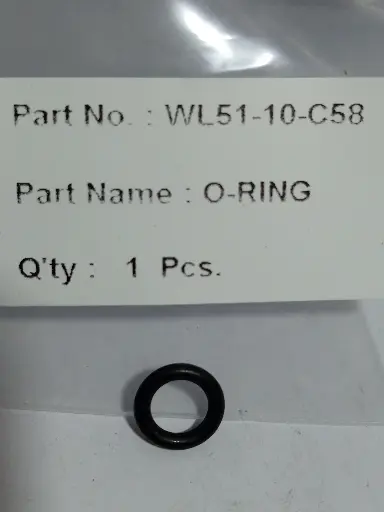 Part No. : WL51-10-C58
Part Name : O-RING
Q'ty : 1 Pcs.